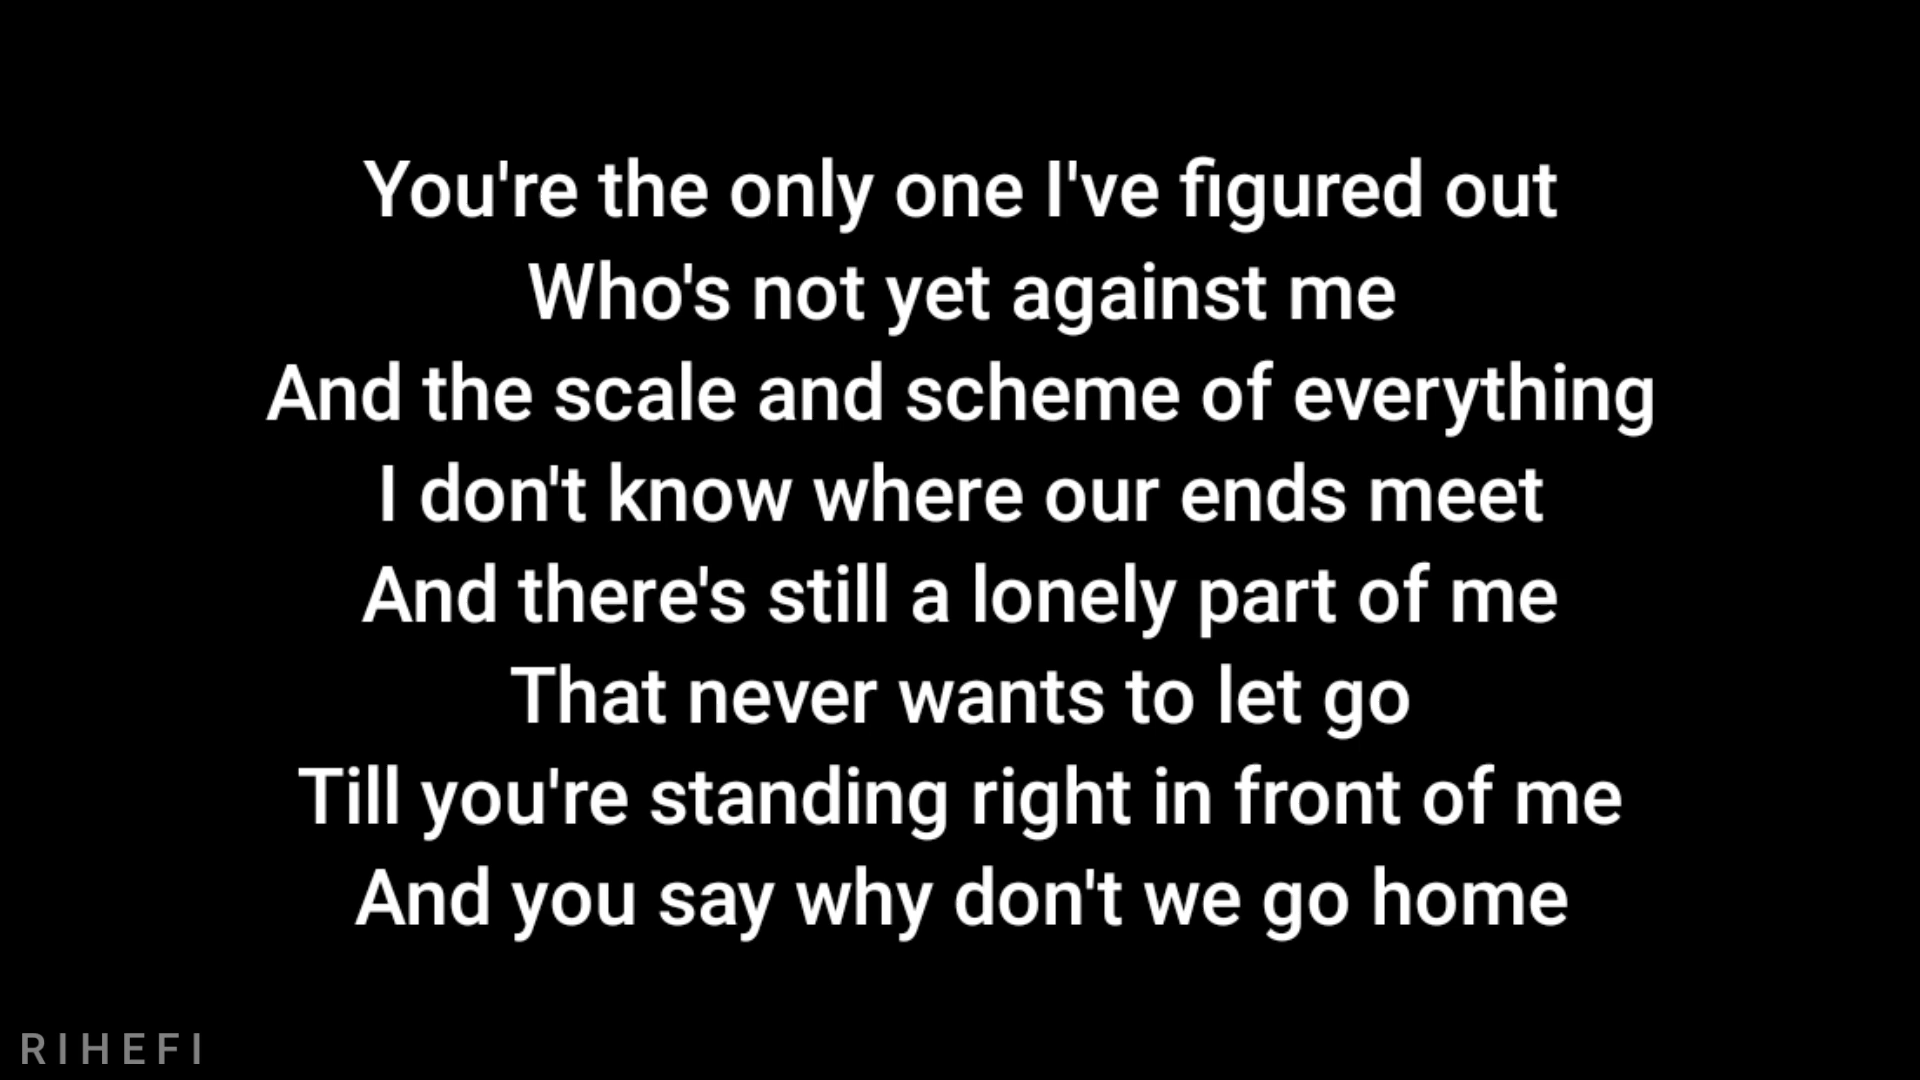 You're the only one I've figured out
Who's not yet against me
And the scale and scheme of everything
I don't know where our ends meet
And there's still a lonely part of me
That never wants to let go
Till you're standing right in front of me
And you say why don't we go home
RIHEFI